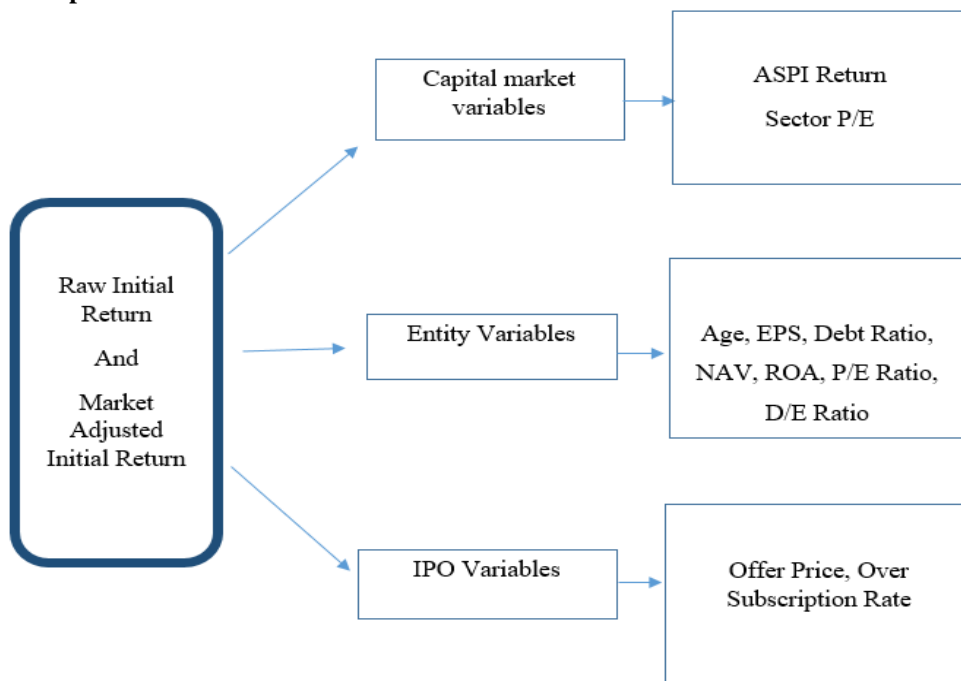 Capital market
variables
ASPI Return
Sector P/E
Raw Initial
Return
And
Market
Adjusted
Initial Return
Entity Variables
Age, EPS, Debt Ratio,
NAV, ROA, P/E Ratio,
D/E Ratio
IPO Variables
Offer Price, Over
Subscription Rate